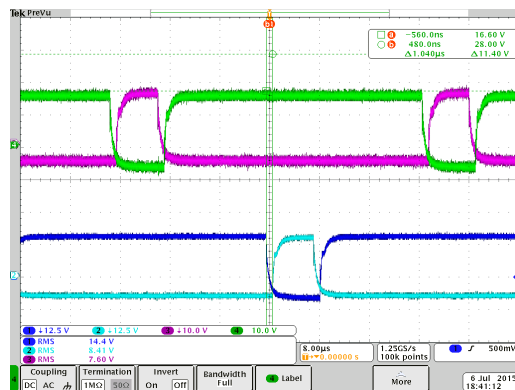 Tek PreVu
a −560.0ns 16.60 V
b 480.0ns 28.00 V
Δ1.040μs Δ11.40 V
1 ↓12.5 V 2 ↓12.5 V 3 ↓10.0 V 4 10.0 V
1 RMS 14.4 V
2 RMS 8.41 V
3 RMS 7.60 V
8.00μs
T→▼0.00000 s
1.25GS/s
100k points
1 500mV
Coupling
DC AC
Termination
1MΩ 50Ω
Invert
On Off
Bandwidth
Full
4 Label
More
6 Jul 2015
18:41:12